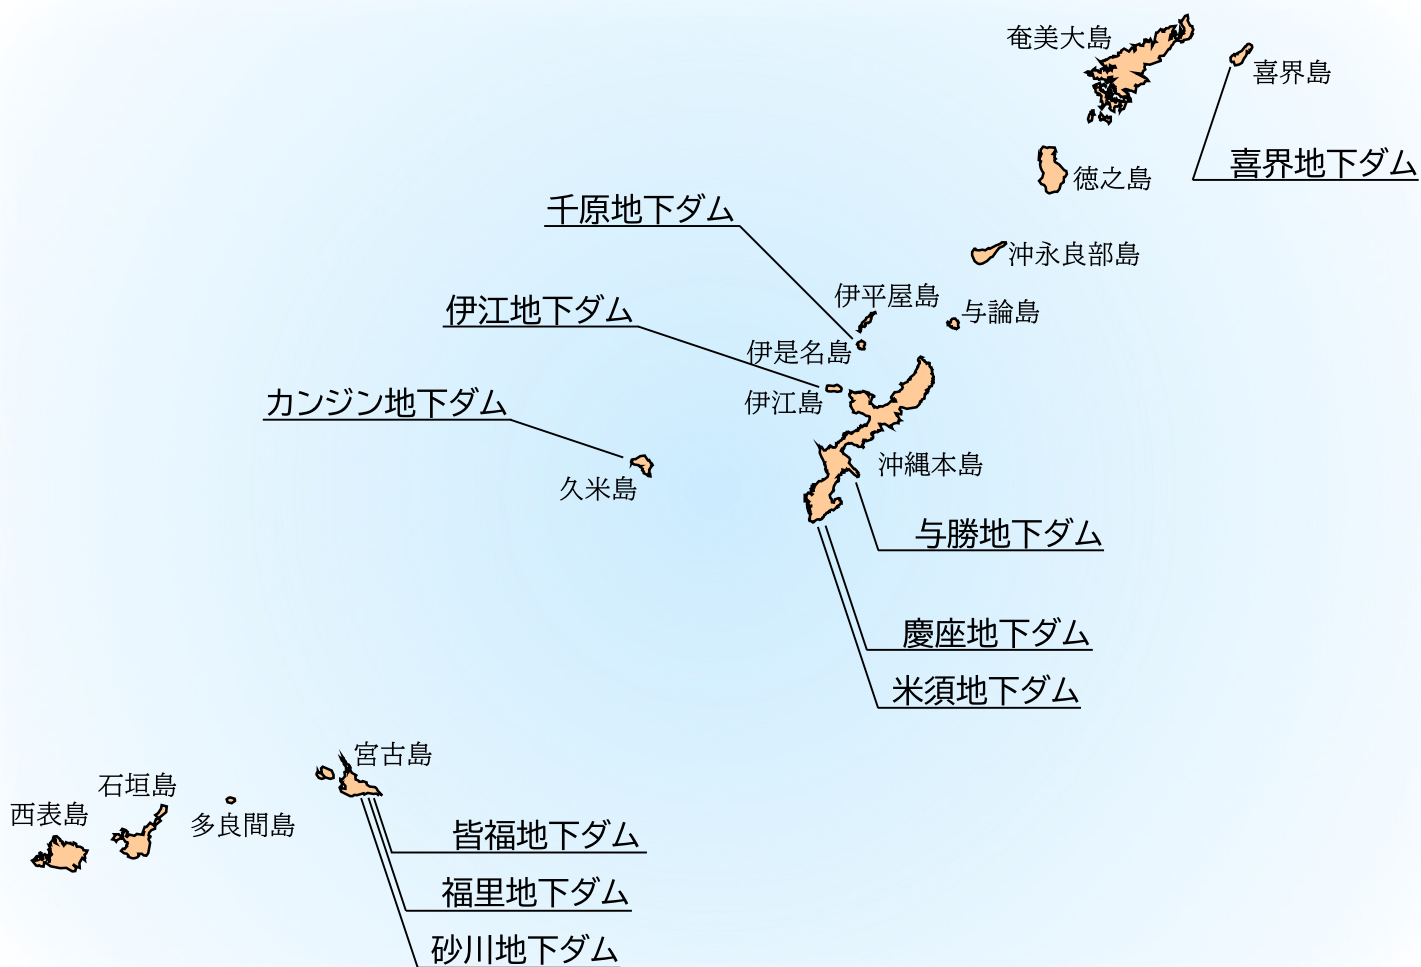 奄美大島
喜界島
喜界地下ダム
徳之島
千原地下ダム
沖永良部島
伊平屋島
与論島
伊江地下ダム
伊是名島
伊江島
カンジン地下ダム
久米島
沖縄本島
与勝地下ダム
慶座地下ダム
米須地下ダム
宮古島
石垣島
西表島
多良間島
皆福地下ダム
福里地下ダム
砂川地下ダム